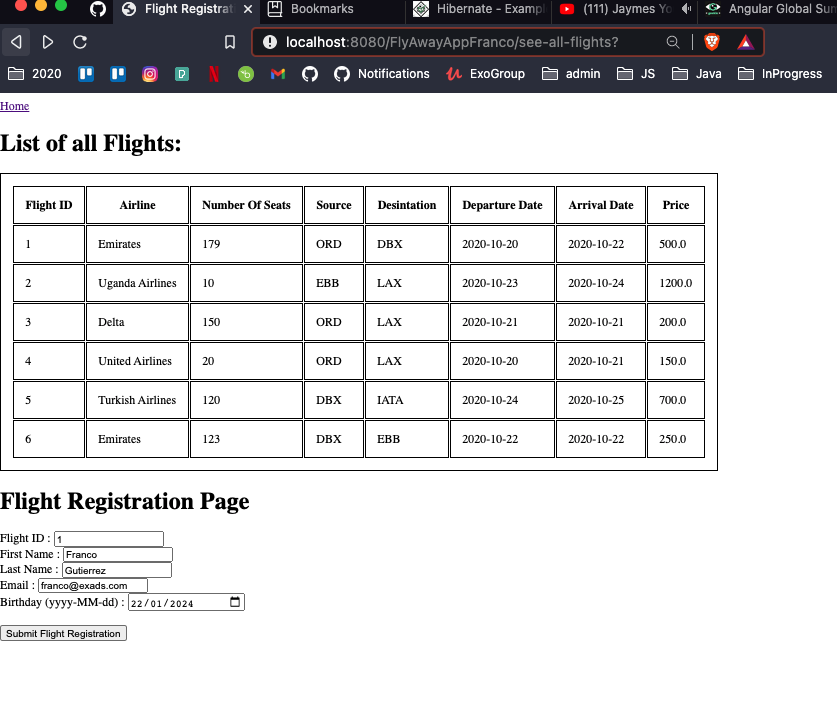 Flight Registrat
Bookmarks
Hibernate - Exampl
(111) Jaymes Yo
Angular Global Sum
localhost:8080/FlyAwayAppFranco/see-all-flights?
2020
Notifications
ExoGroup
admin
JS
Java
InProgress
Home
List of all Flights:
Flight ID Airline Number Of Seats Source Desintation Departure Date Arrival Date Price
1 Emirates 179 ORD DBX 2020-10-20 2020-10-22 500.0
2 Uganda Airlines 10 EBB LAX 2020-10-23 2020-10-24 1200.0
3 Delta 150 ORD LAX 2020-10-21 2020-10-21 200.0
4 United Airlines 20 ORD LAX 2020-10-20 2020-10-21 150.0
5 Turkish Airlines 120 DBX IATA 2020-10-24 2020-10-25 700.0
6 Emirates 123 DBX EBB 2020-10-22 2020-10-22 250.0
Flight Registration Page
Flight ID : 1
First Name : Franco
Last Name : Gutierrez
Email : franco@exads.com
Birthday (yyyy-MM-dd) : 22/01/2024
Submit Flight Registration